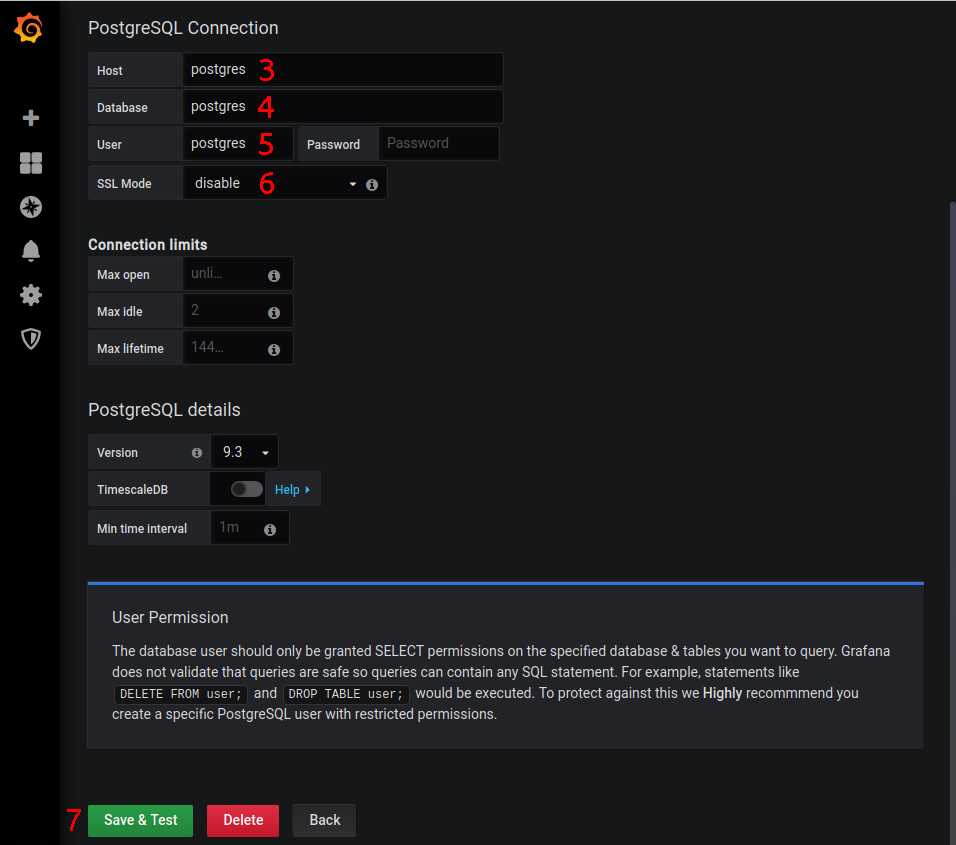 PostgreSQL Connection
Host postgres 3
Database postgres 4
User postgres 5 Password Password
SSL Mode disable 6
Connection limits
Max open unli...
Max idle 2
Max lifetime 144...
PostgreSQL details
Version 9.3
TimescaleDB Help
Min time interval 1m
User Permission
The database user should only be granted SELECT permissions on the specified database & tables you want to query. Grafana
does not validate that queries are safe so queries can contain any SQL statement. For example, statements like
DELETE FROM user; and DROP TABLE user; would be executed. To protect against this we Highly recommmend you
create a specific PostgreSQL user with restricted permissions.
7 Save & Test Delete Back